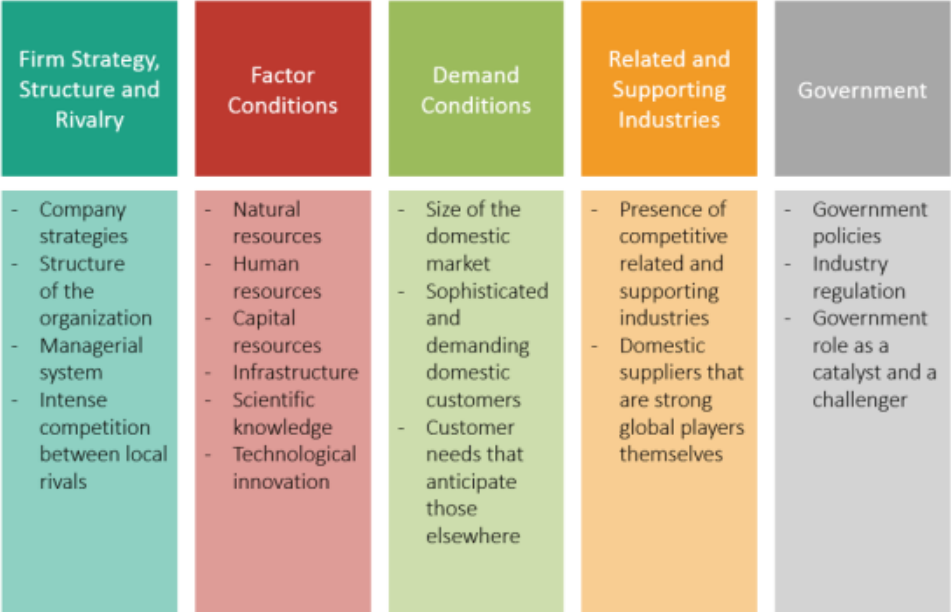 Firm Strategy,
Structure and
Rivalry
Factor
Conditions
Demand
Conditions
Related and
Supporting
Industries
Government
- Company
strategies
- Structure
of the
organization
- Managerial
system
- Intense
competition
between local
rivals
- Natural
resources
- Human
resources
- Capital
resources
- Infrastructure
- Scientific
knowledge
- Technological
innovation
- Size of the
domestic
market
- Sophisticated
and
demanding
domestic
customers
- Customer
needs that
anticipate
those
elsewhere
- Presence of
competitive
related and
supporting
industries
- Domestic
suppliers that
are strong
global players
themselves
- Government
policies
- Industry
regulation
- Government
role as a
catalyst and a
challenger